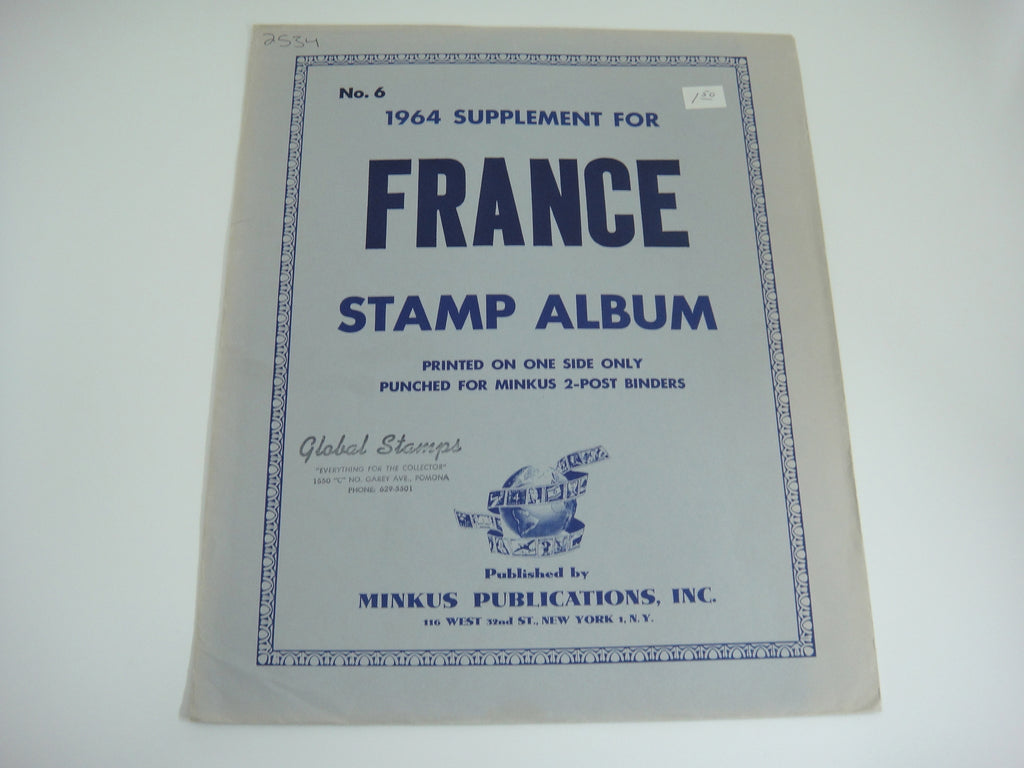 2534
No. 6
1 50
1964 SUPPLEMENT FOR
FRANCE
STAMP ALBUM
PRINTED ON ONE SIDE ONLY
PUNCHED FOR MINKUS 2-POST BINDERS
Global Stamps
"EVERYTHING FOR THE COLLECTOR"
1550 "C" NO. GAREY AVE., POMONA
PHONE: 629-5501
Published by
MINKUS PUBLICATIONS, INC.
116 WEST 32nd ST., NEW YORK 1, N. Y.